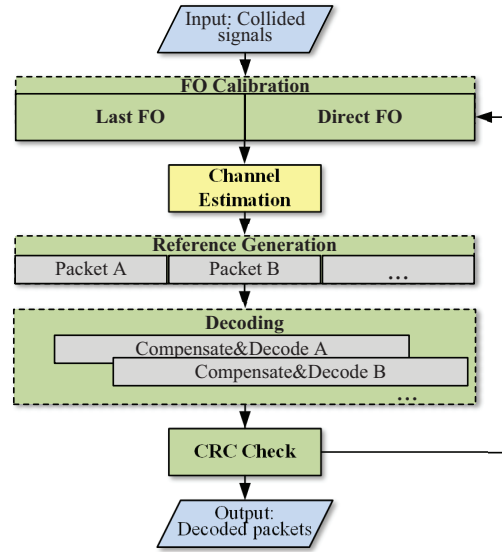 Input: Collided
signals
FO Calibration
Last FO
Direct FO
Channel
Estimation
Reference Generation
Packet A
Packet B
...
Decoding
Compensate&Decode A
Compensate&Decode B
...
CRC Check
Output:
Decoded packets